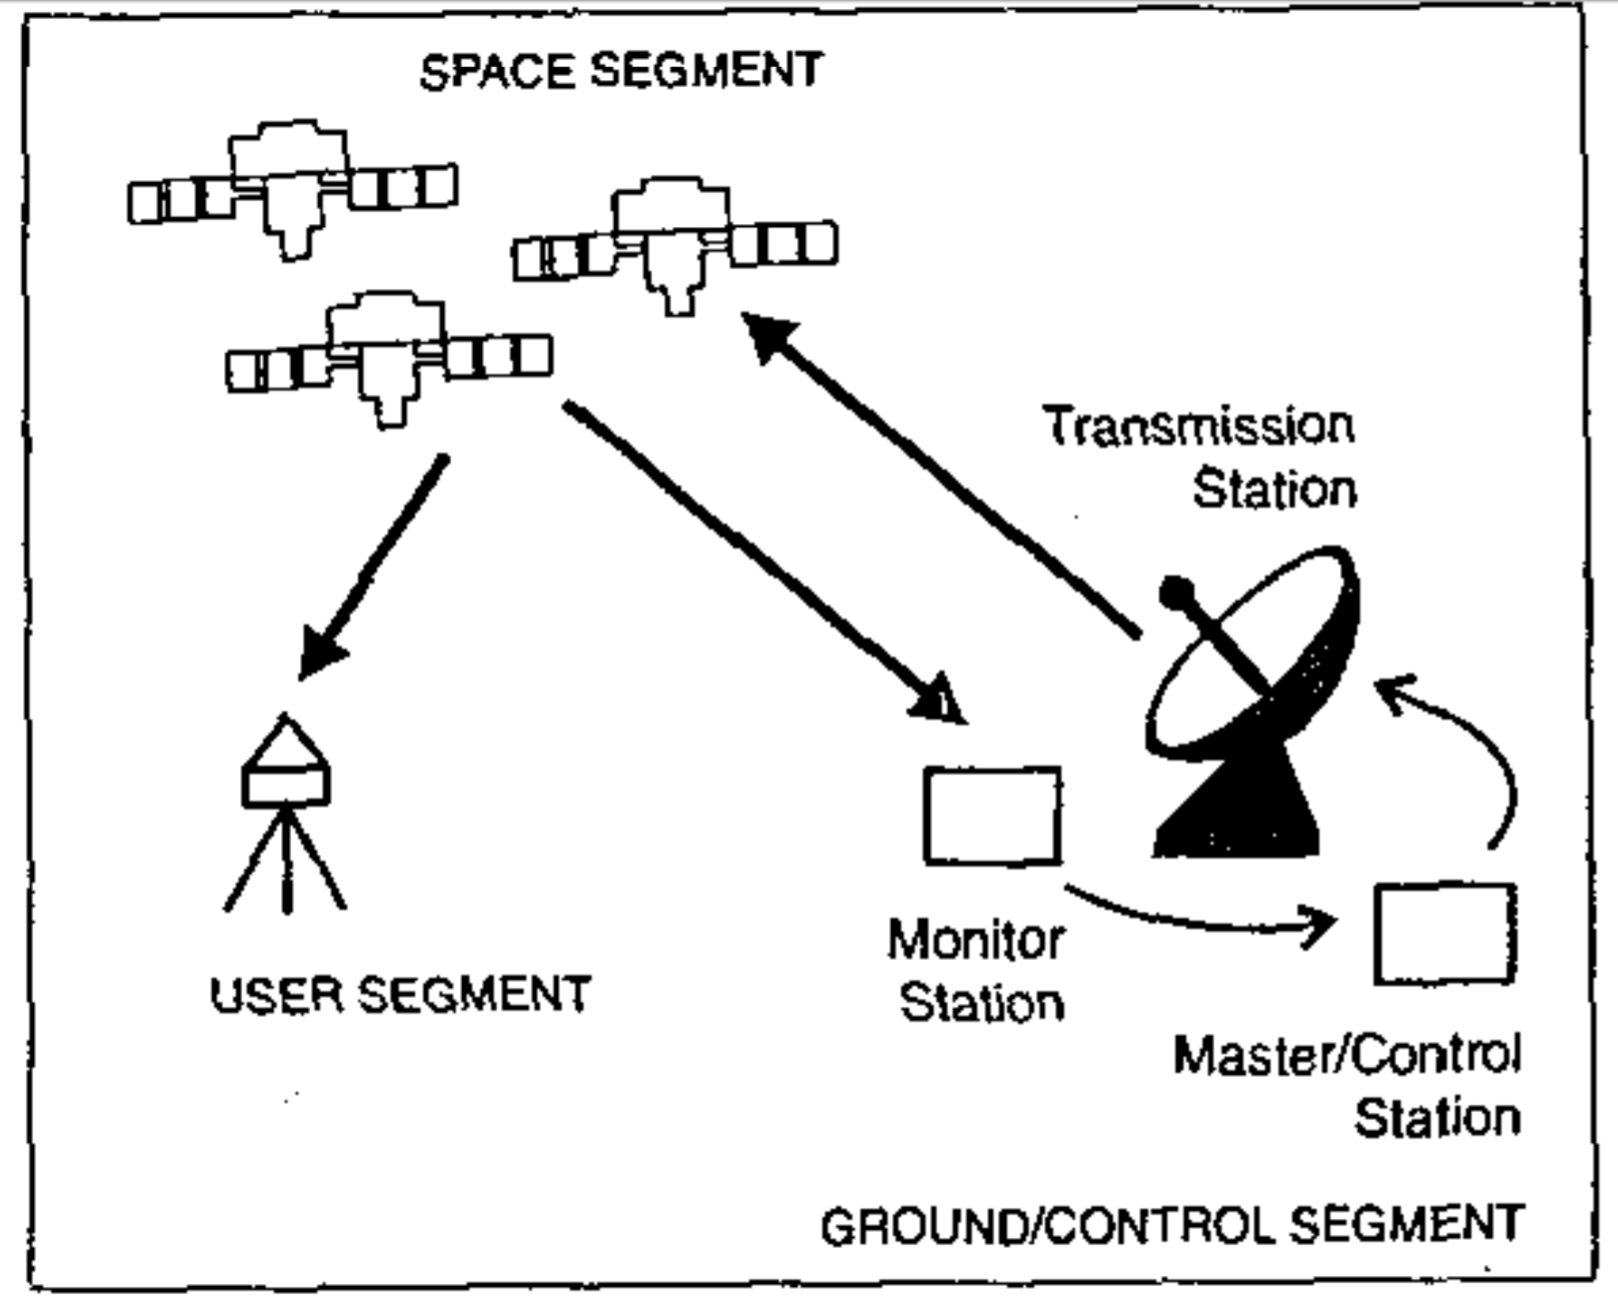 SPACE SEGMENT
Transmission
Station
Monitor
Station
USER SEGMENT
Master/Control
Station
GROUND/CONTROL SEGMENT